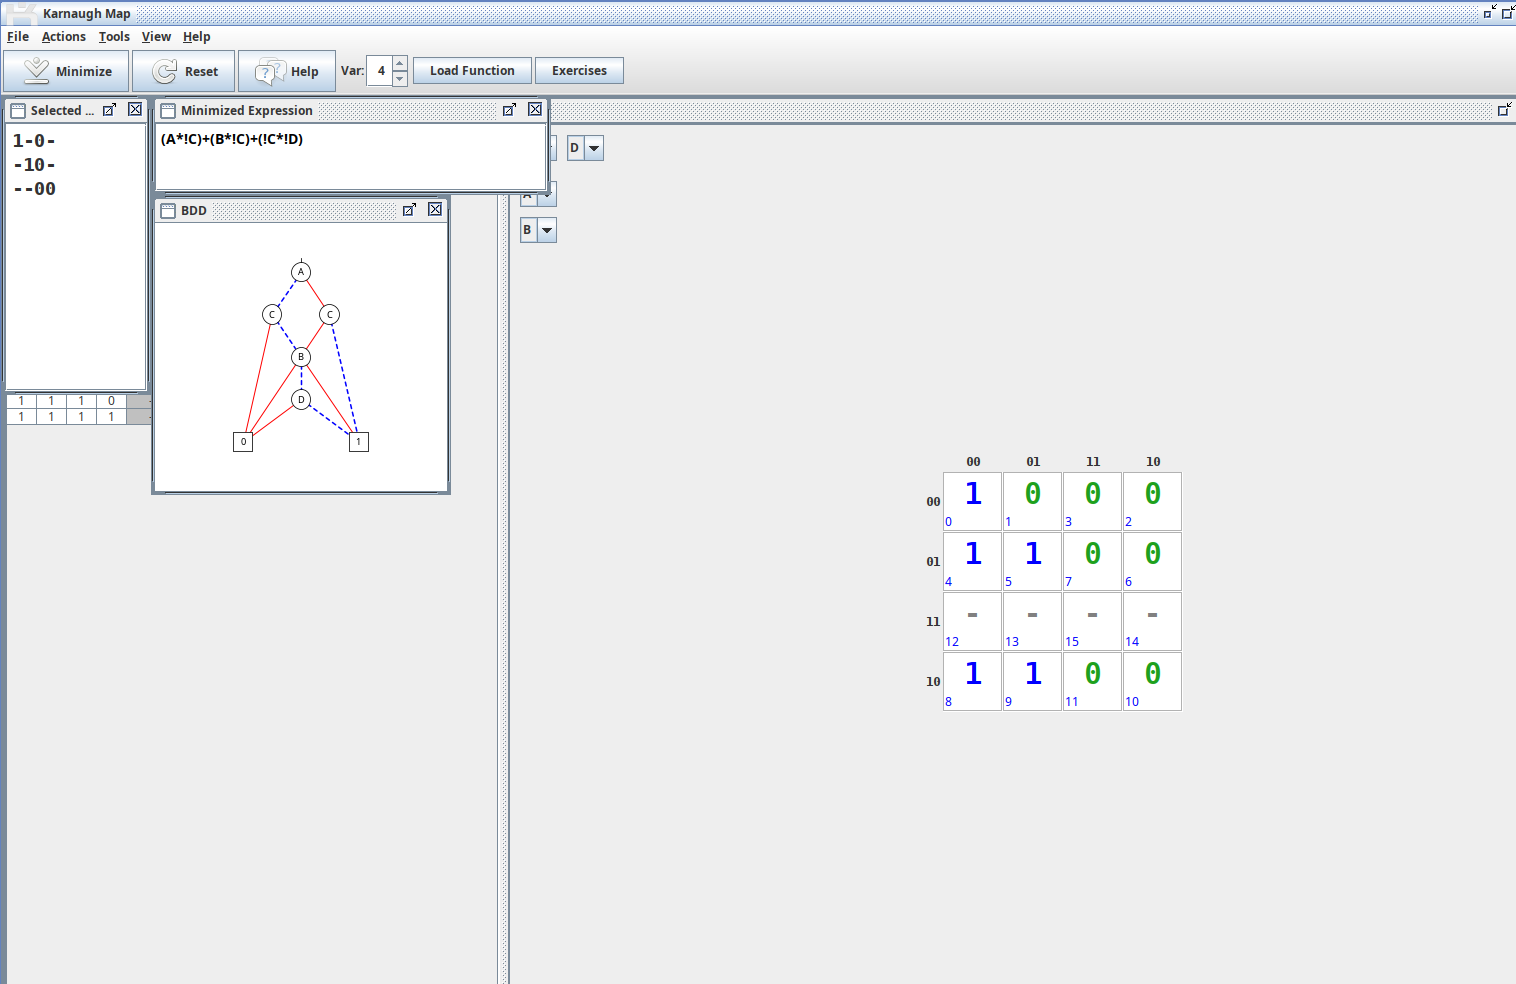 Karnaugh Map
File Actions Tools View Help
Minimize Reset Help Var: 4 Load Function Exercises
Selected ...
1-0-
-10-
--00
Minimized Expression
(A*!C)+(B*!C)+(!C*!D)
D
B
BDD
A
C C
B
D
0 1
1 1 1 0
1 1 1 1
00 01 11 10
00 1 0 0 0
0 1 3 2
01 1 1 0 0
4 5 7 6
11 - - - -
12 13 15 14
10 1 1 0 0
8 9 11 10